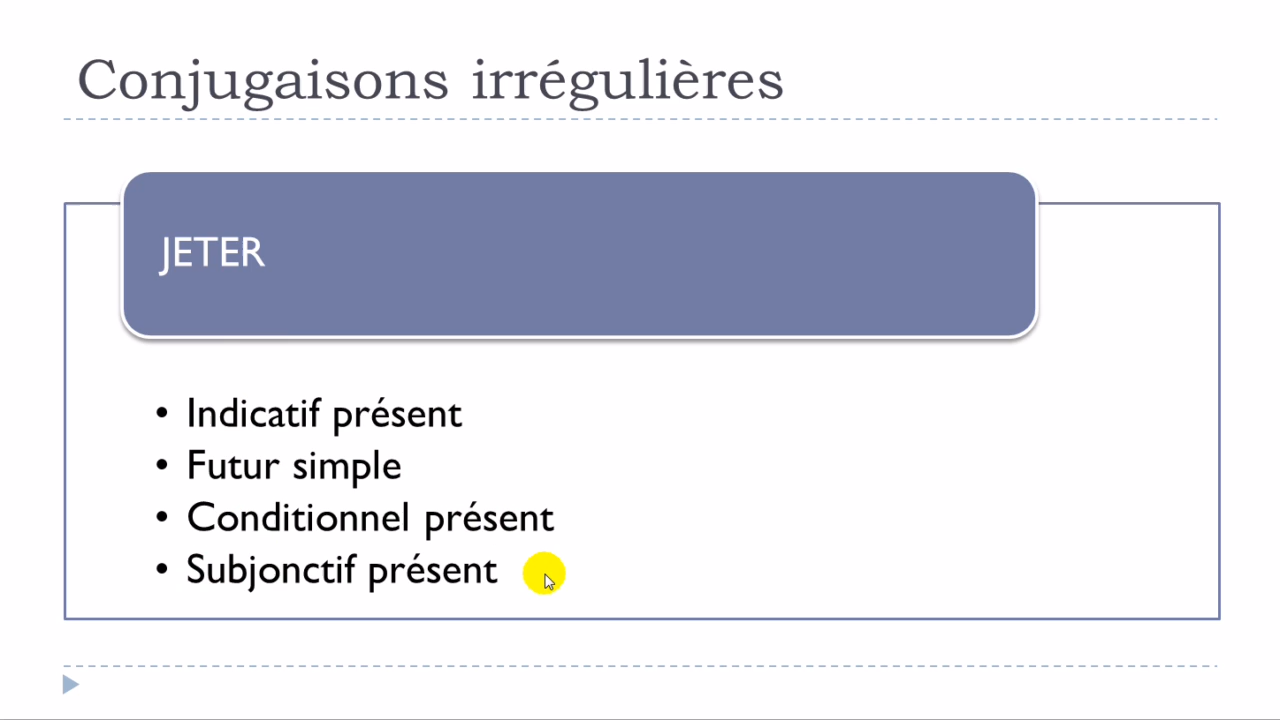 Conjugaisons irrégulières
JETER
• Indicatif présent
• Futur simple
• Conditionnel présent
• Subjonctif présent